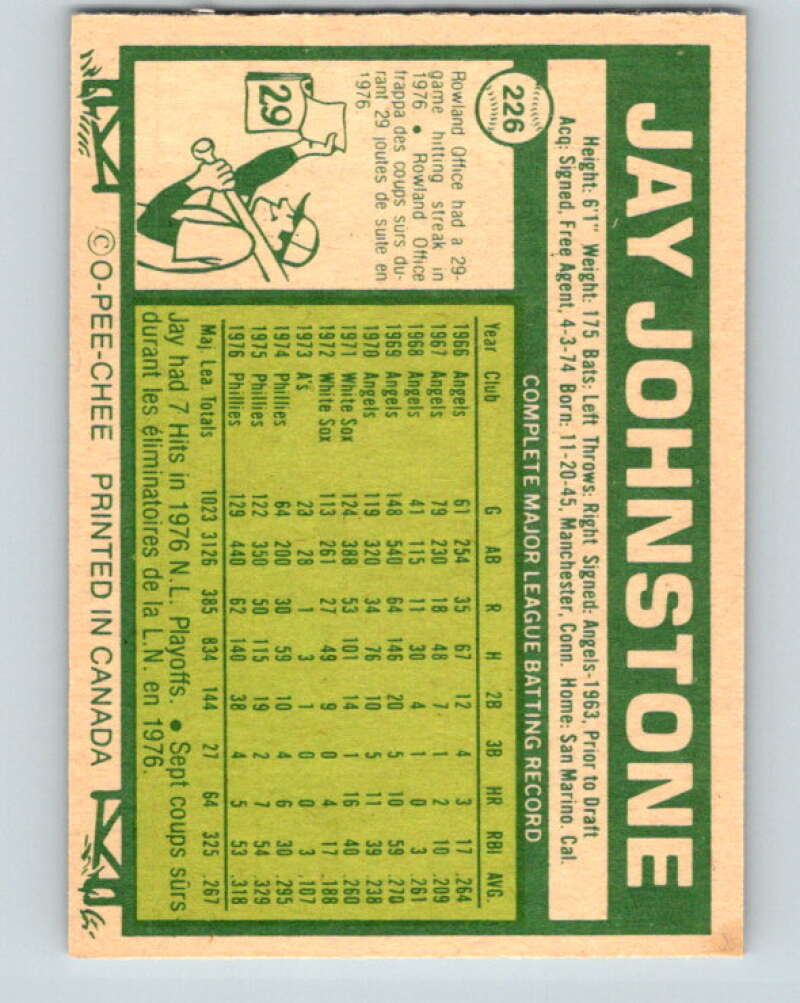 JAY JOHNSTONE
Height: 6'1" Weight: 175 Bats: Left Throws: Right Signed: Angels-1963, Prior to Draft
Acq: Signed, Free Agent, 4-3-74 Born: 11-20-45, Manchester, Conn. Home: San Marino, Cal.
226
COMPLETE MAJOR LEAGUE BATTING RECORD
Year Club G AB R H 2B 3B HR RBI AVG.
1966 Angels 61 254 35 67 12 4 3 17 .264
1967 Angels 79 230 18 48 7 1 2 10 .209
1968 Angels 41 115 11 30 4 1 0 3 .261
1969 Angels 148 540 64 146 20 5 10 59 .270
1970 Angels 119 320 34 76 10 5 11 39 .238
1971 White Sox 124 388 53 101 14 1 16 40 .260
1972 White Sox 113 261 27 49 9 0 4 17 .188
1973 A's 23 28 1 3 1 0 0 3 .107
1974 Phillies 64 200 30 59 10 4 6 30 .295
1975 Phillies 122 350 50 115 19 2 7 54 .329
1976 Phillies 129 440 62 140 38 4 5 53 .318
Maj. Lea. Totals 1023 3126 385 834 144 27 64 325 .267
Jay had 7 Hits in 1976 N.L. Playoffs. • Sept coups sûrs
durant les éliminatoires de la L.N. en 1976.
Rowland Office had a 29-
game hitting streak in
1976 • Rowland Office
frappa des coups surs du-
rant 29 joutes de suite en
1976.
29
© O-PEE-CHEE PRINTED IN CANADA